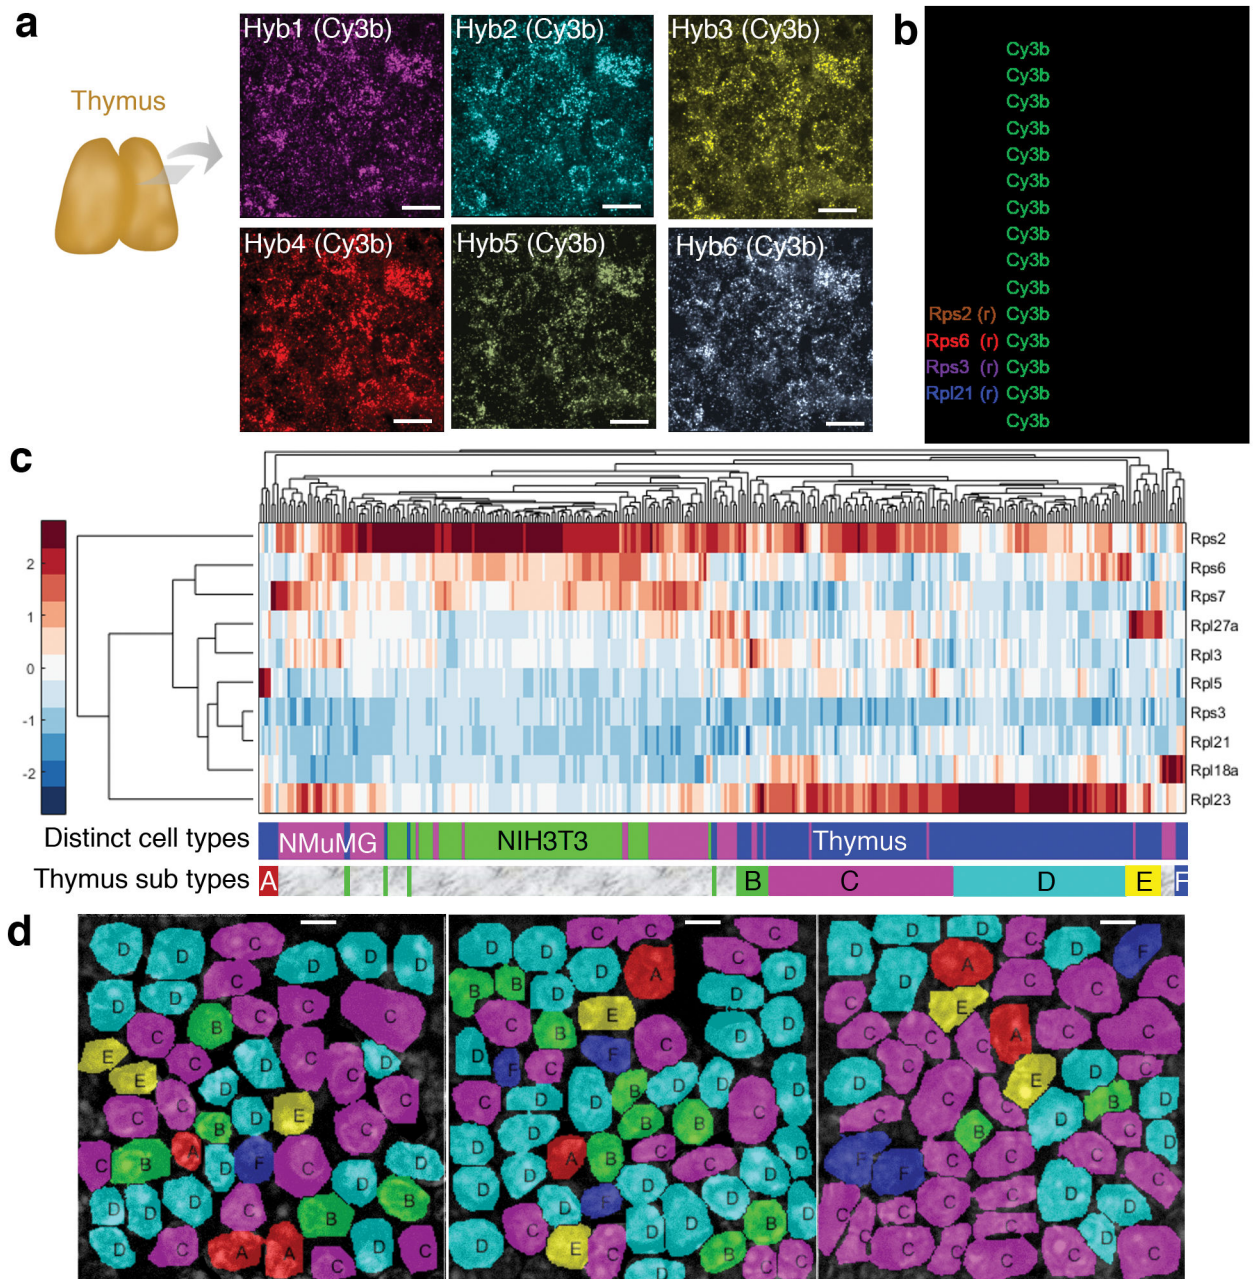 a
Thymus
Hyb1 (Cy3b)
Hyb2 (Cy3b)
Hyb3 (Cy3b)
Hyb4 (Cy3b)
Hyb5 (Cy3b)
Hyb6 (Cy3b)
b
Cy3b
Cy3b
Cy3b
Cy3b
Cy3b
Cy3b
Cy3b
Cy3b
Cy3b
Cy3b
Rps2 (r) Cy3b
Rps6 (r) Cy3b
Rps3 (r) Cy3b
Rpl21 (r) Cy3b
Cy3b
c
2
1
0
-1
-2
Rps2
Rps6
Rps7
Rpl27a
Rpl3
Rpl5
Rps3
Rpl21
Rpl18a
Rpl23
Distinct cell types NMuMG NIH3T3 Thymus
Thymus sub types A B C D E F
d
D D C D D D
C
D D C C C
C B
E C C D D
E D C
C C D E C
B D C
C B A D F C D D
D D D C B B
D C A A C D C
D D C C C
D A D
B B D D
C B E D
D F C F C
B D D D
C D D B B C
D D
D A B C C
D D D D
D C F D D B D
D E C D B C C
D D D C D F
A
D C C
C E
C C A C C
C
D C E D
C B D
C B C D C D
F F C C
C C C D D
C C C D
C C C C